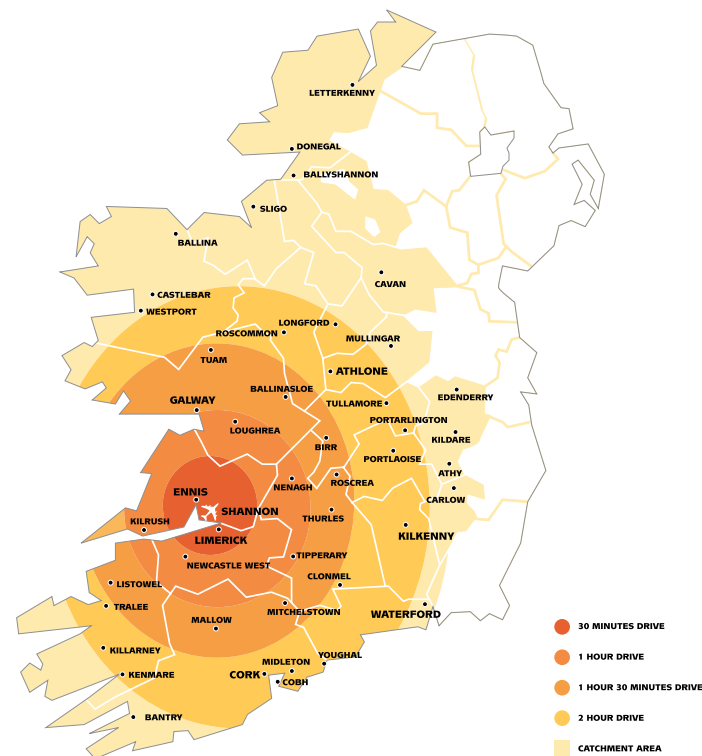 LETTERKENNY
DONEGAL
BALLYSHANNON
SLIGO
BALLINA
CAVAN
CASTLEBAR
WESTPORT
LONGFORD
ROSCOMMON
MULLINGAR
TUAM
ATHLONE
BALLINASLOE
EDENDERRY
GALWAY
TULLAMORE
PORTARLINGTON
LOUGHREA
KILDARE
BIRR
PORTLAOISE
ATHY
ROSCREA
NENAGH
ENNIS
CARLOW
SHANNON
THURLES
KILRUSH
KILKENNY
LIMERICK
TIPPERARY
NEWCASTLE WEST
CLONMEL
LISTOWEL
TRALEE
MITCHELSTOWN
WATERFORD
MALLOW
KILLARNEY
YOUGHAL
MIDLETON
KENMARE
CORK
COBH
BANTRY
30 MINUTES DRIVE
1 HOUR DRIVE
1 HOUR 30 MINUTES DRIVE
2 HOUR DRIVE
CATCHMENT AREA